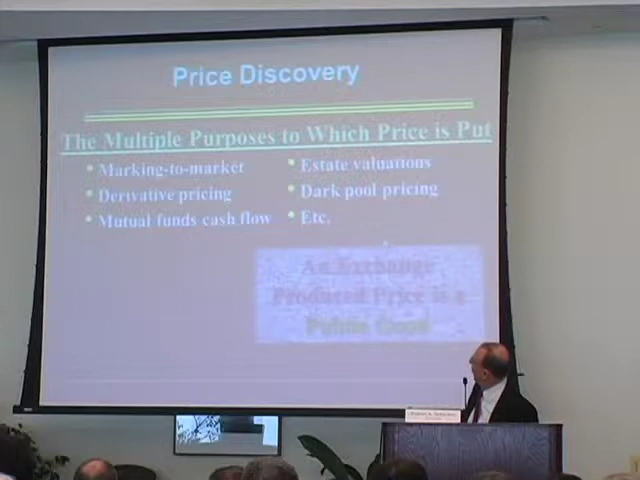 Price Discovery
The Multiple Purposes to Which Price is Put
• Marking-to-market
• Derivative pricing
• Mutual funds cash flow
• Estate valuations
• Dark pool pricing
• Etc.
An Exchange
Produced Price is a
Public Good